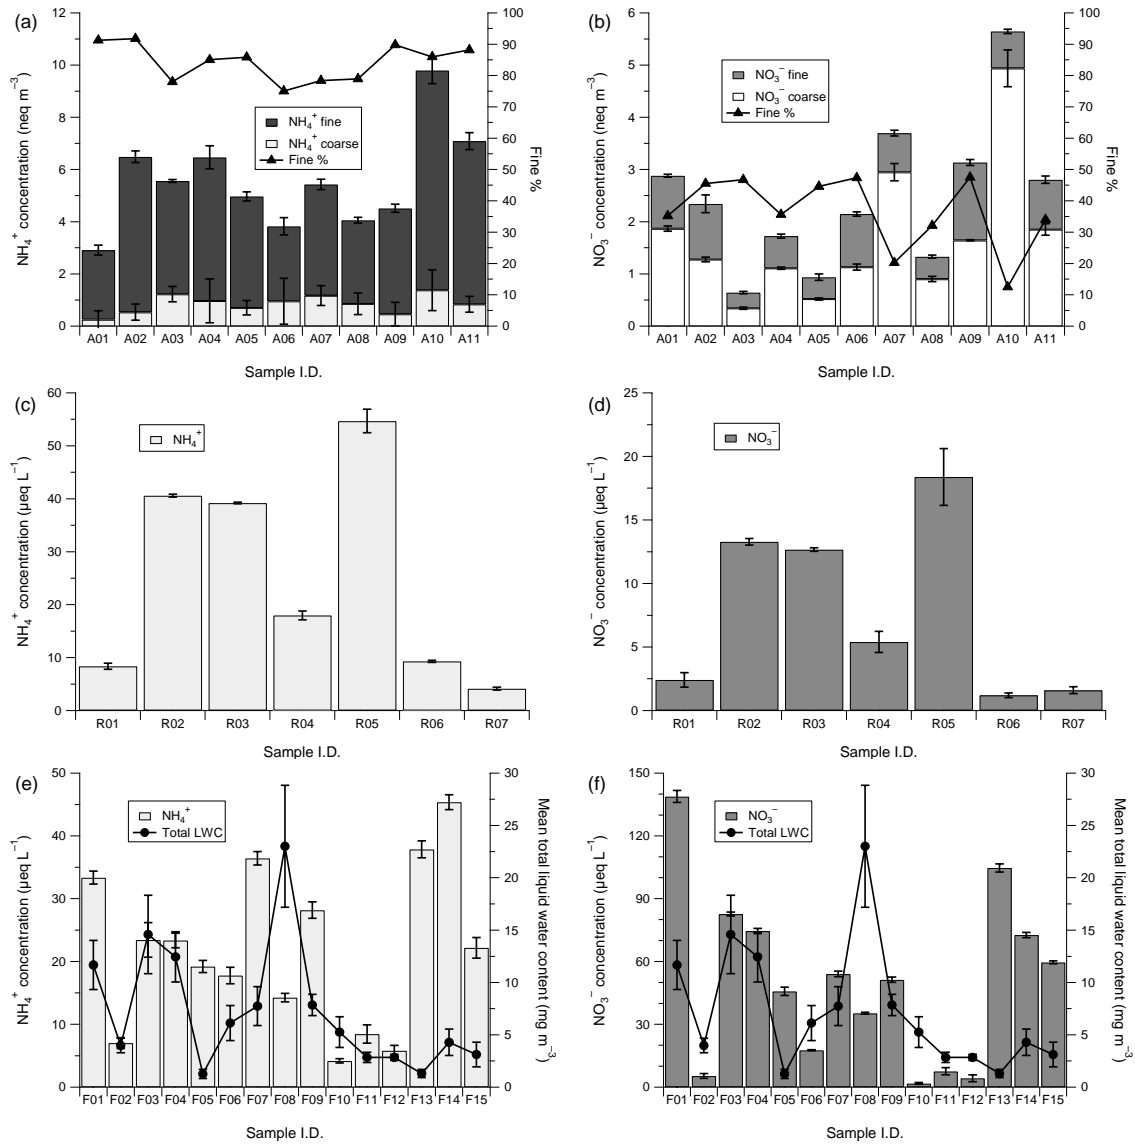 (a)
12
10
8
6
4
2
0
NH₄⁺ concentration (neq m⁻³)
100
90
80
70
60
50
40
30
20
10
0
Fine %
NH₄⁺ fine
NH₄⁺ coarse
Fine %
A01 A02 A03 A04 A05 A06 A07 A08 A09 A10 A11
Sample I.D.
(b)
6
5
4
3
2
1
0
NO₃⁻ concentration (neq m⁻³)
100
90
80
70
60
50
40
30
20
10
0
Fine %
NO₃⁻ fine
NO₃⁻ coarse
Fine %
A01 A02 A03 A04 A05 A06 A07 A08 A09 A10 A11
Sample I.D.
(c)
60
50
40
30
20
10
0
NH₄⁺ concentration (µeq L⁻¹)
NH₄⁺
R01 R02 R03 R04 R05 R06 R07
Sample I.D.
(d)
25
20
15
10
5
0
NO₃⁻ concentration (µeq L⁻¹)
NO₃⁻
R01 R02 R03 R04 R05 R06 R07
Sample I.D.
(e)
50
40
30
20
10
0
NH₄⁺ concentration (µeq L⁻¹)
30
25
20
15
10
5
0
Mean total liquid water content (mg m⁻³)
NH₄⁺
Total LWC
F01 F02 F03 F04 F05 F06 F07 F08 F09 F10 F11 F12 F13 F14 F15
Sample I.D.
(f)
150
120
90
60
30
0
NO₃⁻ concentration (µeq L⁻¹)
30
25
20
15
10
5
0
Mean total liquid water content (mg m⁻³)
NO₃⁻
Total LWC
F01 F02 F03 F04 F05 F06 F07 F08 F09 F10 F11 F12 F13 F14 F15
Sample I.D.